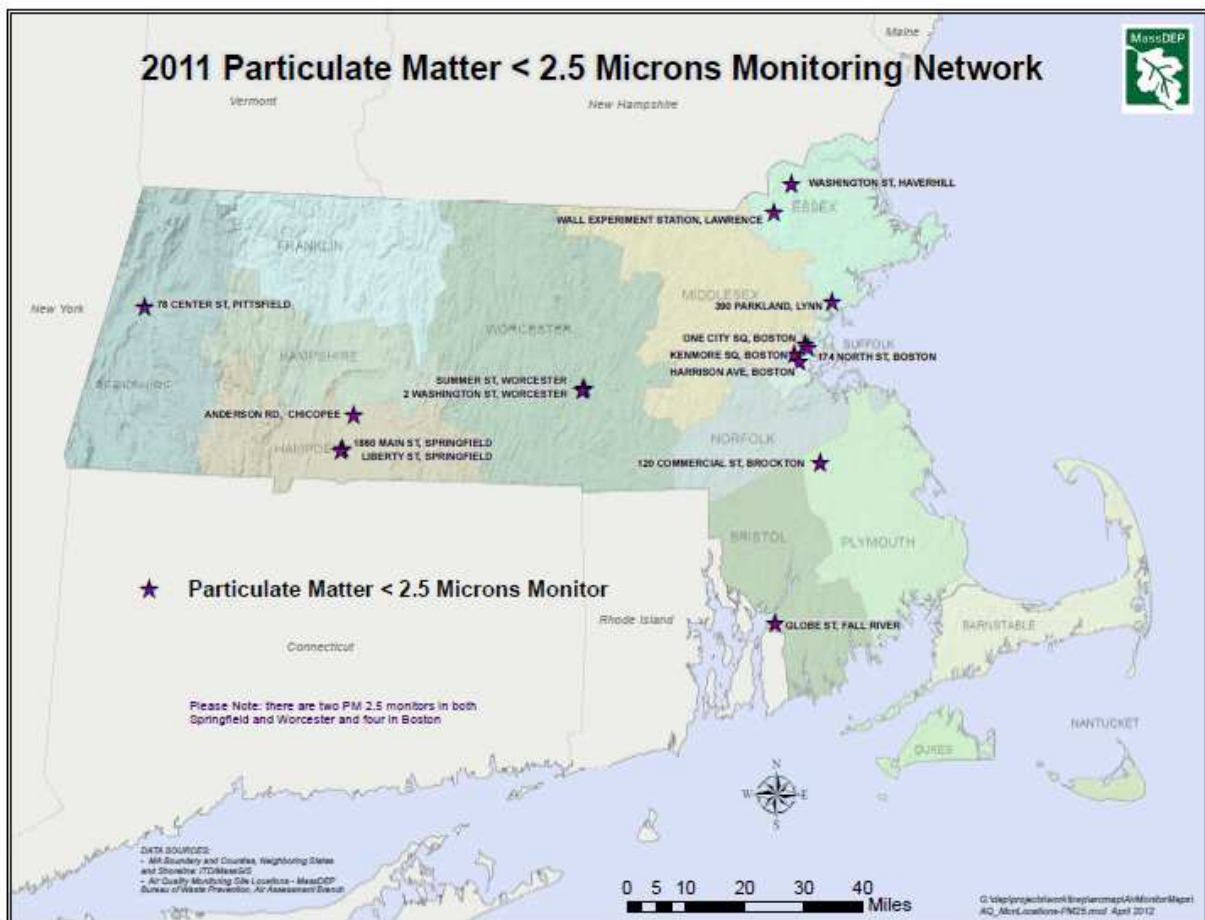 Maine
MassDEP
2011 Particulate Matter < 2.5 Microns Monitoring Network
Vermont
New Hampshire
WASHINGTON ST, HAVERHILL
ESSEX
WALL EXPERIMENT STATION, LAWRENCE
FRANKLIN
MIDDLESEX
New York
78 CENTER ST, PITTSFIELD
390 PARKLAND, LYNN
WORCESTER
ONE CITY SQ, BOSTON
SUFFOLK
HAMPSHIRE
KENMORE SQ, BOSTON
174 NORTH ST, BOSTON
HARRISON AVE, BOSTON
BERKSHIRE
SUMMER ST, WORCESTER
2 WASHINGTON ST, WORCESTER
ANDERSON RD, CHICOPEE
NORFOLK
1860 MAIN ST, SPRINGFIELD
HAMPDE
LIBERTY ST, SPRINGFIELD
120 COMMERCIAL ST, BROCKTON
BRISTOL
PLYMOUTH
Particulate Matter < 2.5 Microns Monitor
Rhode Island
GLOBE ST, FALL RIVER
BARNSTABLE
Connecticut
Please Note: there are two PM 2.5 monitors in both
Springfield and Worcester and four in Boston
NANTUCKET
DUKES
N
W E
S
DATA SOURCES:
- MA Boundary and Counties, Neighboring States
and Shoreline: ITD/MassGIS
- Air Quality Monitoring Site Locations - MassDEP
Bureau of Waste Prevention, Air Assessment Branch
0 5 10 20 30 40
Miles
AQ_MonLocations-PM25.mxd April 2012